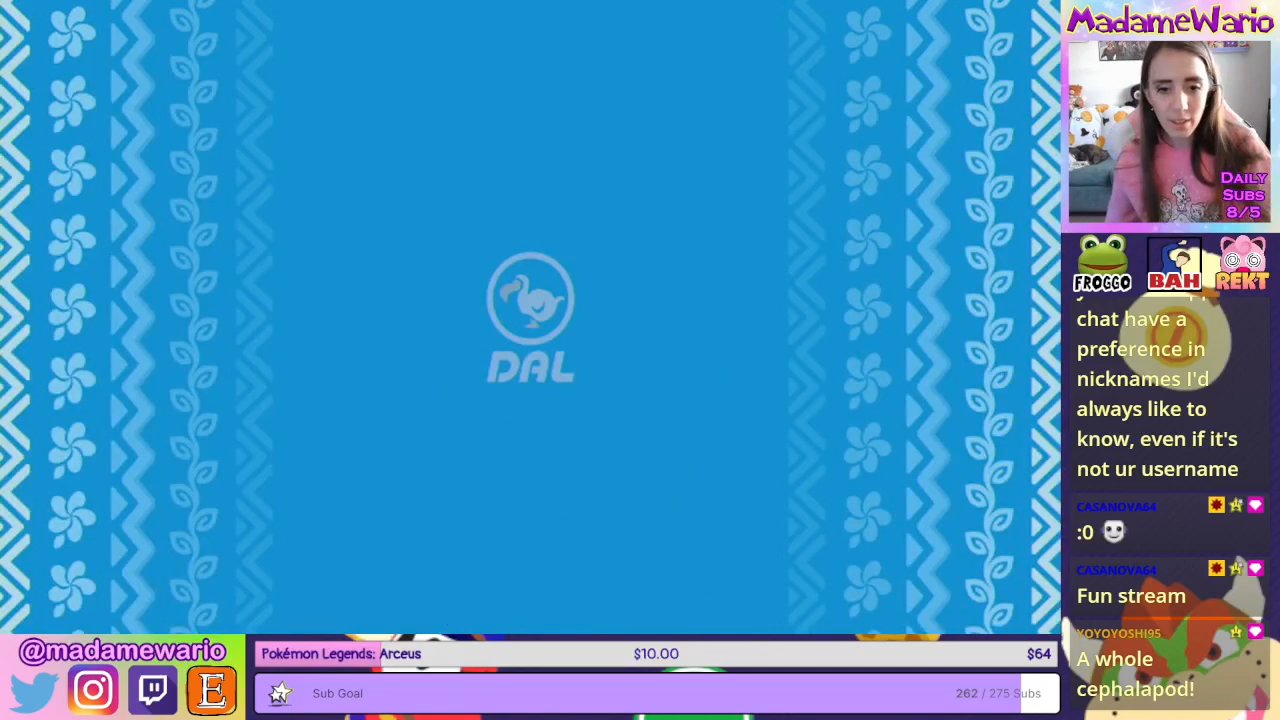 MADAMEWARIO
DAILY
SUBS
8/5
FROGGO
BAH
REKT
chat have a
preference in
nicknames I'd
always like to
know, even if it's
not ur username
CASANOVA64
:0
CASANOVA64
Fun stream
YOYOYOSHI95
A whole
cephalapod!
DAL
@madamewario
E
Pokémon Legends: Arceus $10.00 $64
Sub Goal 262 / 275 Subs